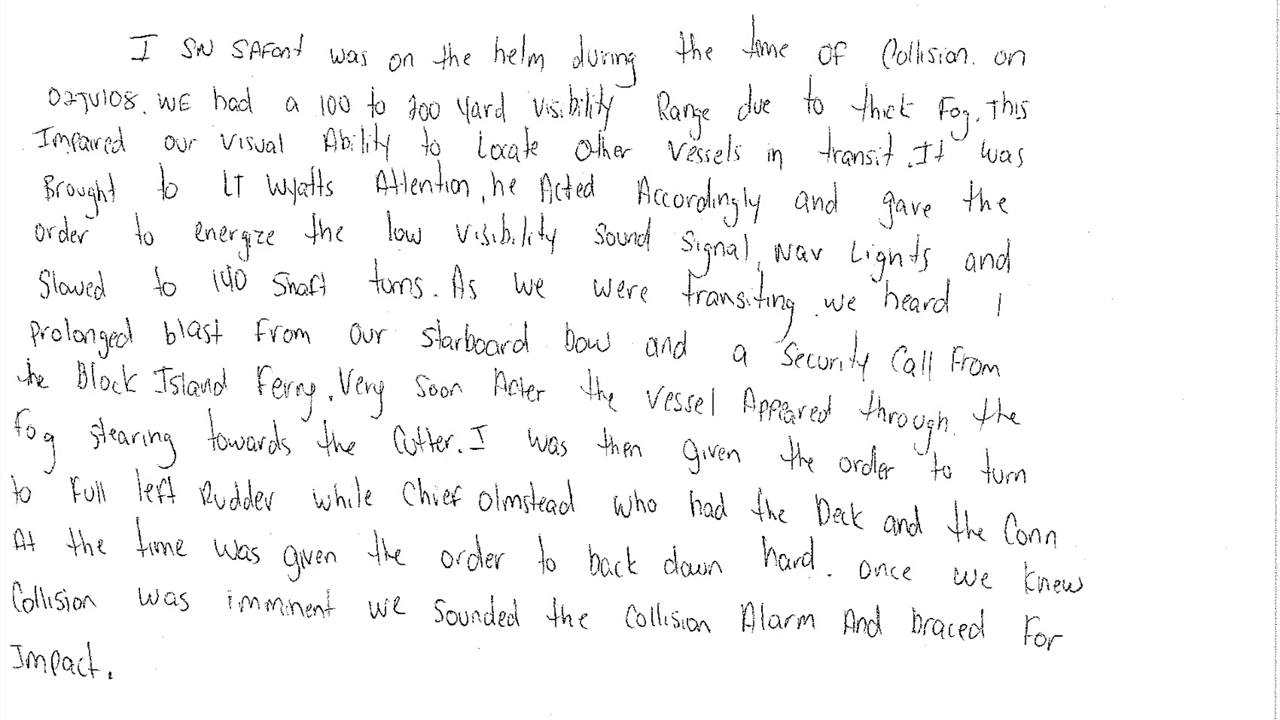 I SN SAFont was on the helm during the time OF Collision. on
02JUl08. WE had a 100 to 200 Yard Visibility Range due to thick Fog. This
Impaired our Visual Ability to Locate Other Vessels in transit. It was
Brought to LT Wyatts Attention, he Acted Accordingly and gave the
order to energize the low visibility Sound Signal, Nav Lights and
Slowed to 140 Shaft turns. As we were transiting we heard 1
Prolonged blast From our starboard bow and a Security Call From
the Block Island Ferry. Very Soon After the Vessel Appeared through the
Fog stearing towards the Cutter. I was then given the order to turn
to Full left Rudder while Chief Olmstead who had the Deck and the Conn
At the time was given the order to back down hard. once we knew
Collision was imminent we Sounded the Collision Alarm And braced For
Impact.